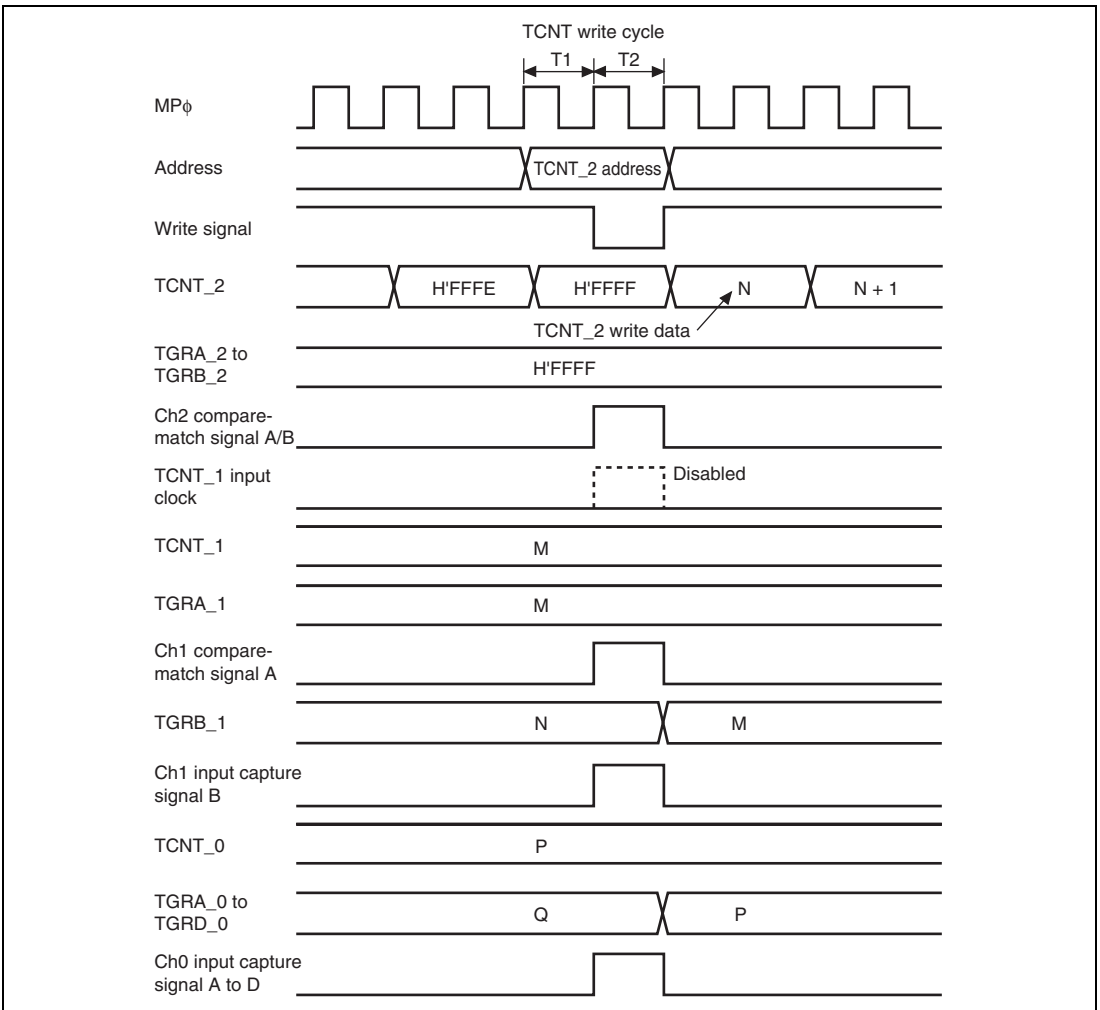 TCNT write cycle
T1 T2
MPφ
Address TCNT_2 address
Write signal
TCNT_2 H'FFFE H'FFFF N N + 1
TCNT_2 write data
TGRA_2 to
TGRB_2 H'FFFF
Ch2 compare-
match signal A/B
TCNT_1 input
clock
Disabled
TCNT_1 M
TGRA_1 M
Ch1 compare-
match signal A
TGRB_1 N M
Ch1 input capture
signal B
TCNT_0 P
TGRA_0 to
TGRD_0 Q P
Ch0 input capture
signal A to D